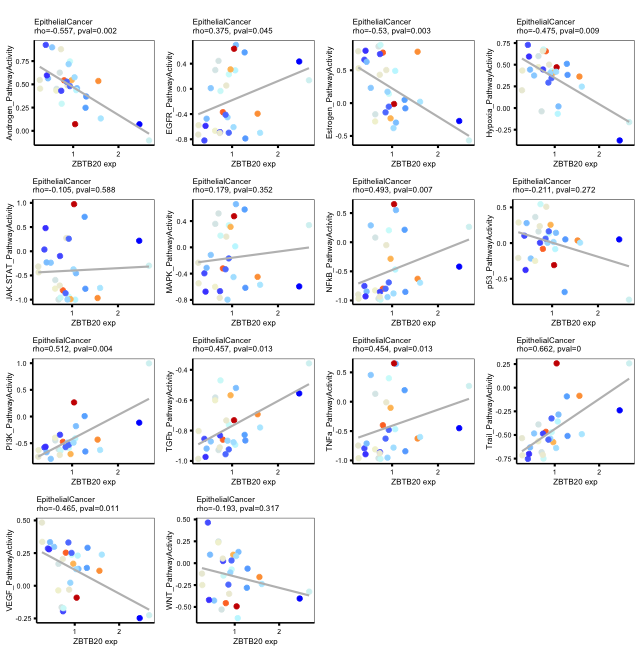 EpithelialCancer
rho=-0.557, pval=0.002
Androgen_PathwayActivity
0.75
0.50
0.25
0.00
1
2
ZBTB20 exp
EpithelialCancer
rho=0.375, pval=0.045
EGFR_PathwayActivity
0.4
0.0
-0.4
-0.8
1
2
ZBTB20 exp
EpithelialCancer
rho=-0.53, pval=0.003
Estrogen_PathwayActivity
0.5
0.0
-0.5
1
2
ZBTB20 exp
EpithelialCancer
rho=-0.475, pval=0.009
Hypoxia_PathwayActivity
0.75
0.50
0.25
0.00
-0.25
1
2
ZBTB20 exp
EpithelialCancer
rho=-0.105, pval=0.588
JAK.STAT_PathwayActivity
1.0
0.5
0.0
-0.5
-1.0
1
2
ZBTB20 exp
EpithelialCancer
rho=0.179, pval=0.352
MAPK_PathwayActivity
0.4
0.0
-0.4
-0.8
1
2
ZBTB20 exp
EpithelialCancer
rho=0.493, pval=0.007
NFkB_PathwayActivity
0.5
0.0
-0.5
-1.0
1
2
ZBTB20 exp
EpithelialCancer
rho=-0.211, pval=0.272
p53_PathwayActivity
0.5
0.0
-0.5
1
2
ZBTB20 exp
EpithelialCancer
rho=0.512, pval=0.004
PI3K_PathwayActivity
1.0
0.5
0.0
-0.5
1
2
ZBTB20 exp
EpithelialCancer
rho=0.457, pval=0.013
TGFb_PathwayActivity
-0.4
-0.6
-0.8
-1.0
1
2
ZBTB20 exp
EpithelialCancer
rho=0.454, pval=0.013
TNFa_PathwayActivity
0.5
0.0
-0.5
-1.0
1
2
ZBTB20 exp
EpithelialCancer
rho=0.662, pval=0
Trail_PathwayActivity
0.25
0.00
-0.25
-0.50
-0.75
1
2
ZBTB20 exp
EpithelialCancer
rho=-0.465, pval=0.011
VEGF_PathwayActivity
0.50
0.25
0.00
-0.25
1
2
ZBTB20 exp
EpithelialCancer
rho=-0.193, pval=0.317
WNT_PathwayActivity
0.50
0.25
0.00
-0.25
-0.50
1
2
ZBTB20 exp